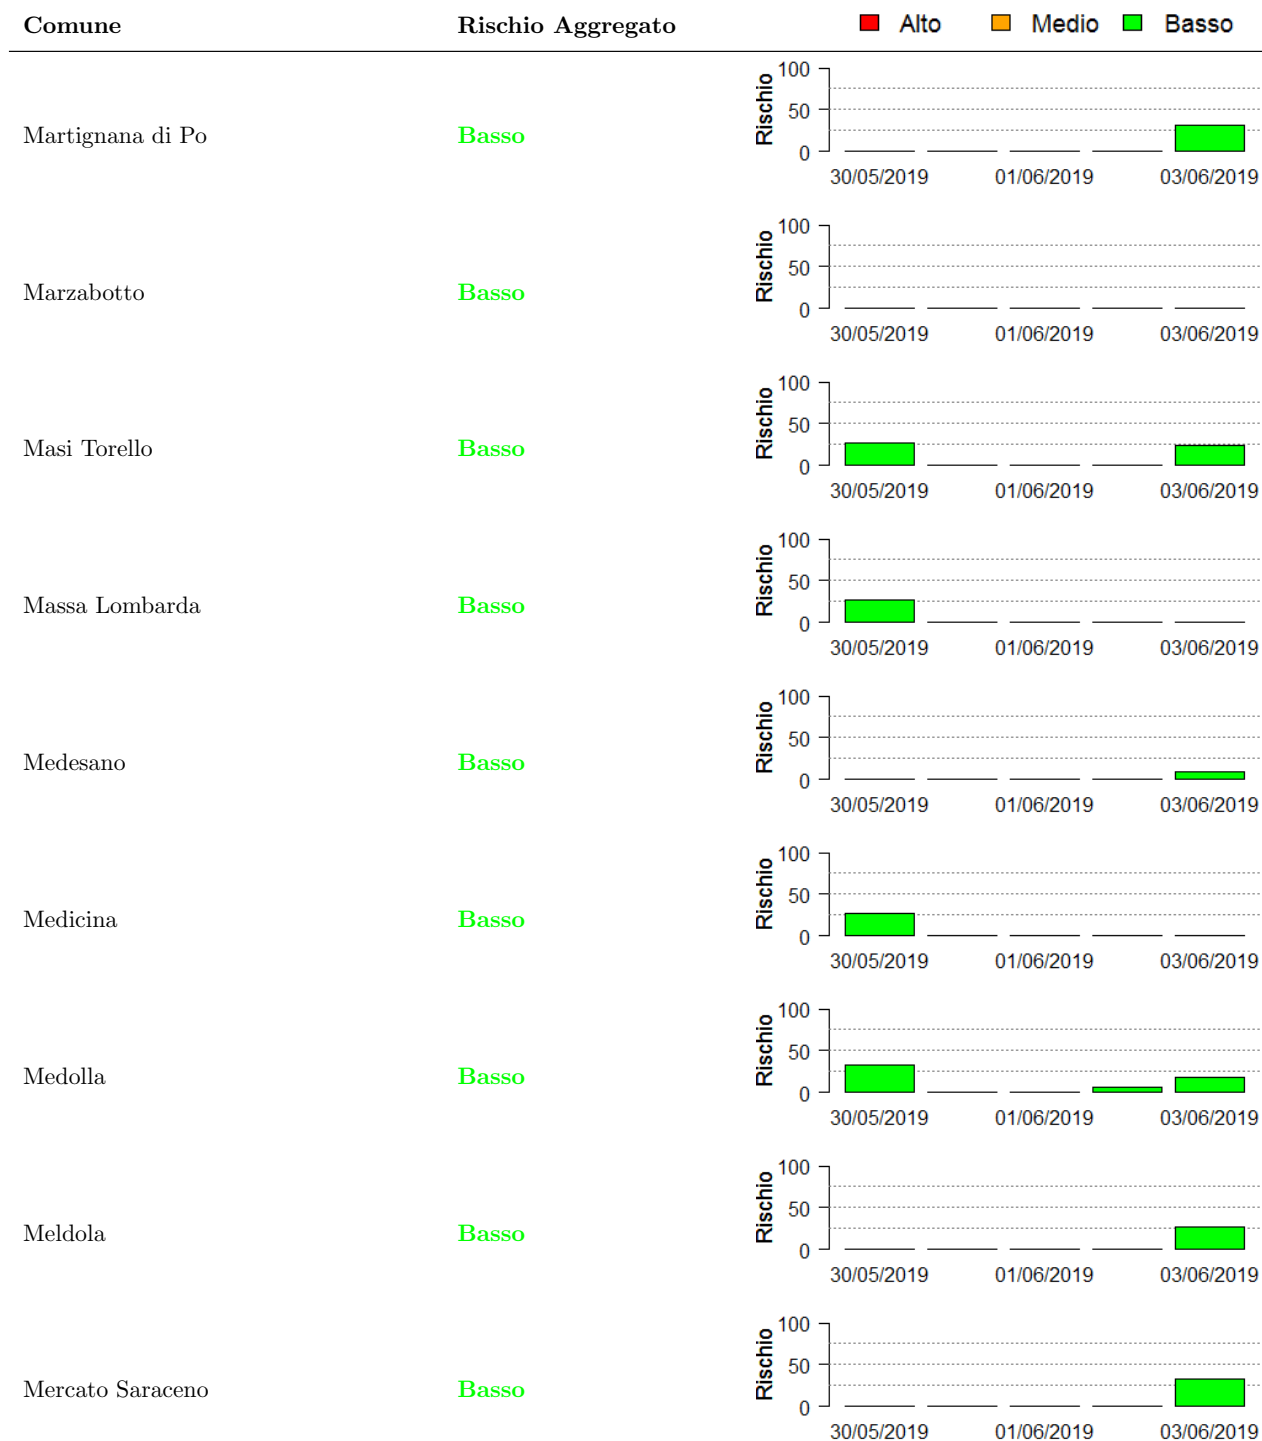 Comune Rischio Aggregato Alto Medio Basso
Martignana di Po Basso
Rischio
100
50
0
30/05/2019 01/06/2019 03/06/2019
Marzabotto Basso
Rischio
100
50
0
30/05/2019 01/06/2019 03/06/2019
Masi Torello Basso
Rischio
100
50
0
30/05/2019 01/06/2019 03/06/2019
Massa Lombarda Basso
Rischio
100
50
0
30/05/2019 01/06/2019 03/06/2019
Medesano Basso
Rischio
100
50
0
30/05/2019 01/06/2019 03/06/2019
Medicina Basso
Rischio
100
50
0
30/05/2019 01/06/2019 03/06/2019
Medolla Basso
Rischio
100
50
0
30/05/2019 01/06/2019 03/06/2019
Meldola Basso
Rischio
100
50
0
30/05/2019 01/06/2019 03/06/2019
Mercato Saraceno Basso
Rischio
100
50
0
30/05/2019 01/06/2019 03/06/2019